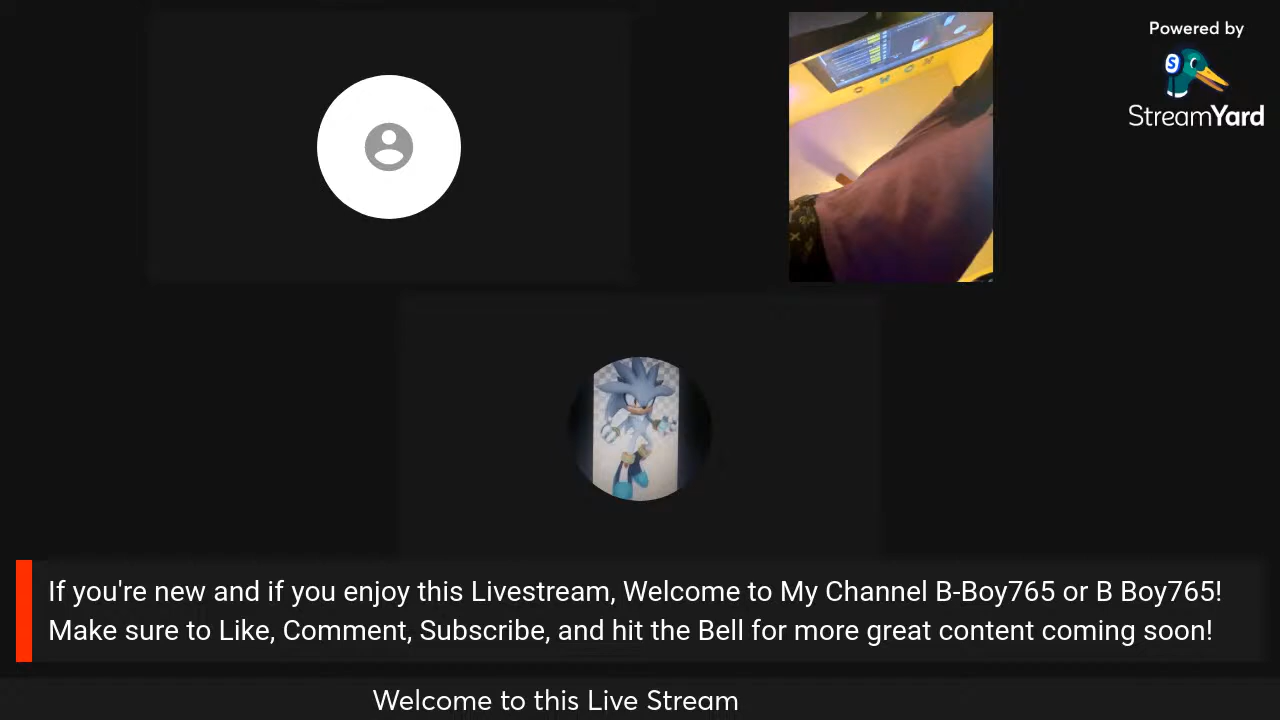 Powered by
StreamYard
If you're new and if you enjoy this Livestream, Welcome to My Channel B-Boy765 or B Boy765!
Make sure to Like, Comment, Subscribe, and hit the Bell for more great content coming soon!
Welcome to this Live Stream